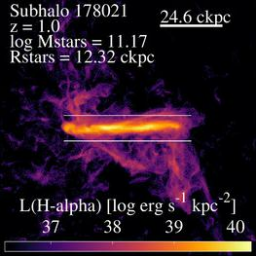 Subhalo 178021
24.6 ckpc
z = 1.0
log Mstars = 11.17
Rstars = 12.32 ckpc
L(H-alpha) [log erg s⁻¹ kpc⁻²]
37 38 39 40